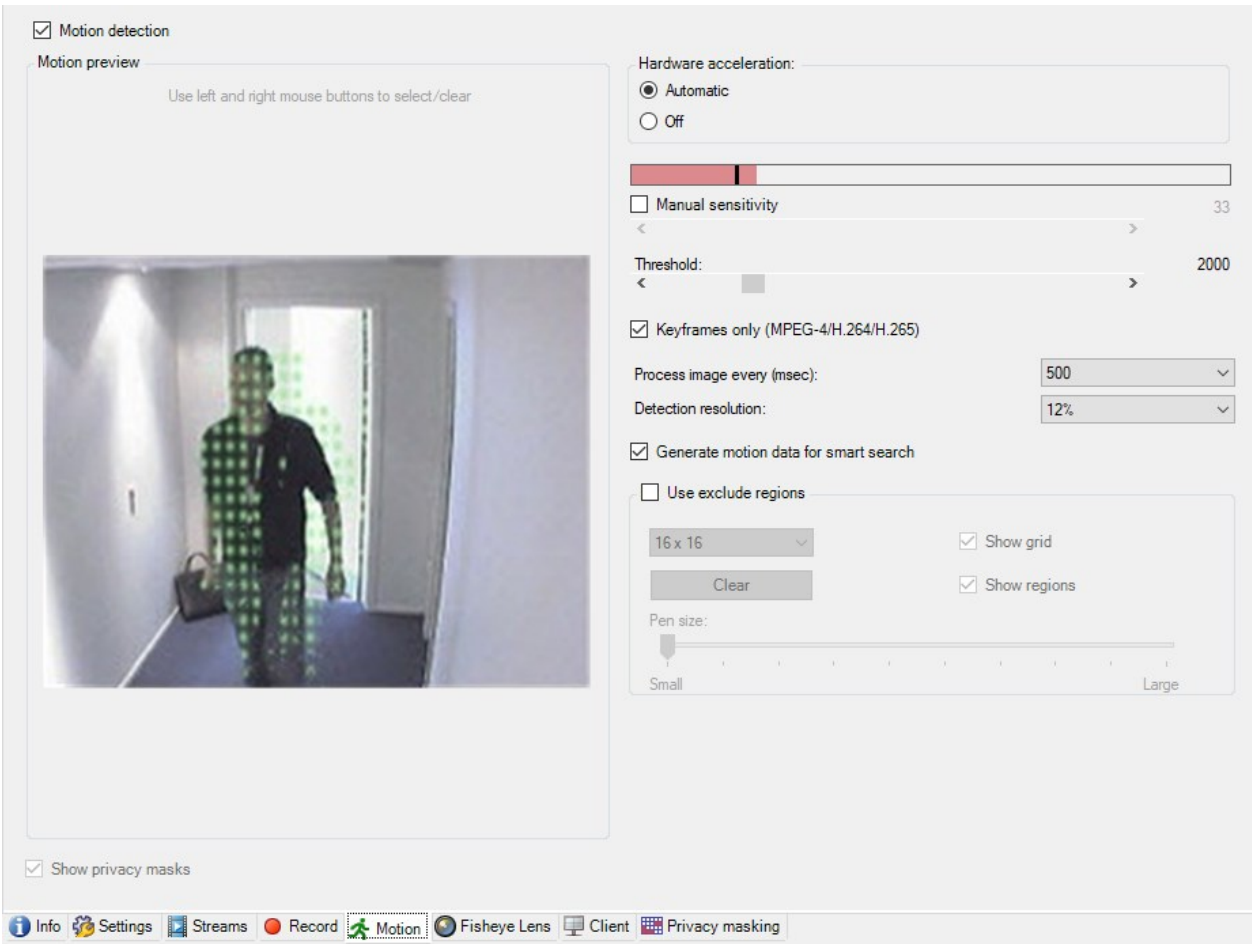 Motion detection
Motion preview
Use left and right mouse buttons to select/clear
Hardware acceleration:
Automatic
Off
Manual sensitivity 33
Threshold: 2000
Keyframes only (MPEG-4/H.264/H.265)
Process image every (msec): 500
Detection resolution: 12%
Generate motion data for smart search
Use exclude regions
16 x 16 Show grid
Clear Show regions
Pen size:
Small Large
Show privacy masks
Info Settings Streams Record Motion Fisheye Lens Client Privacy masking